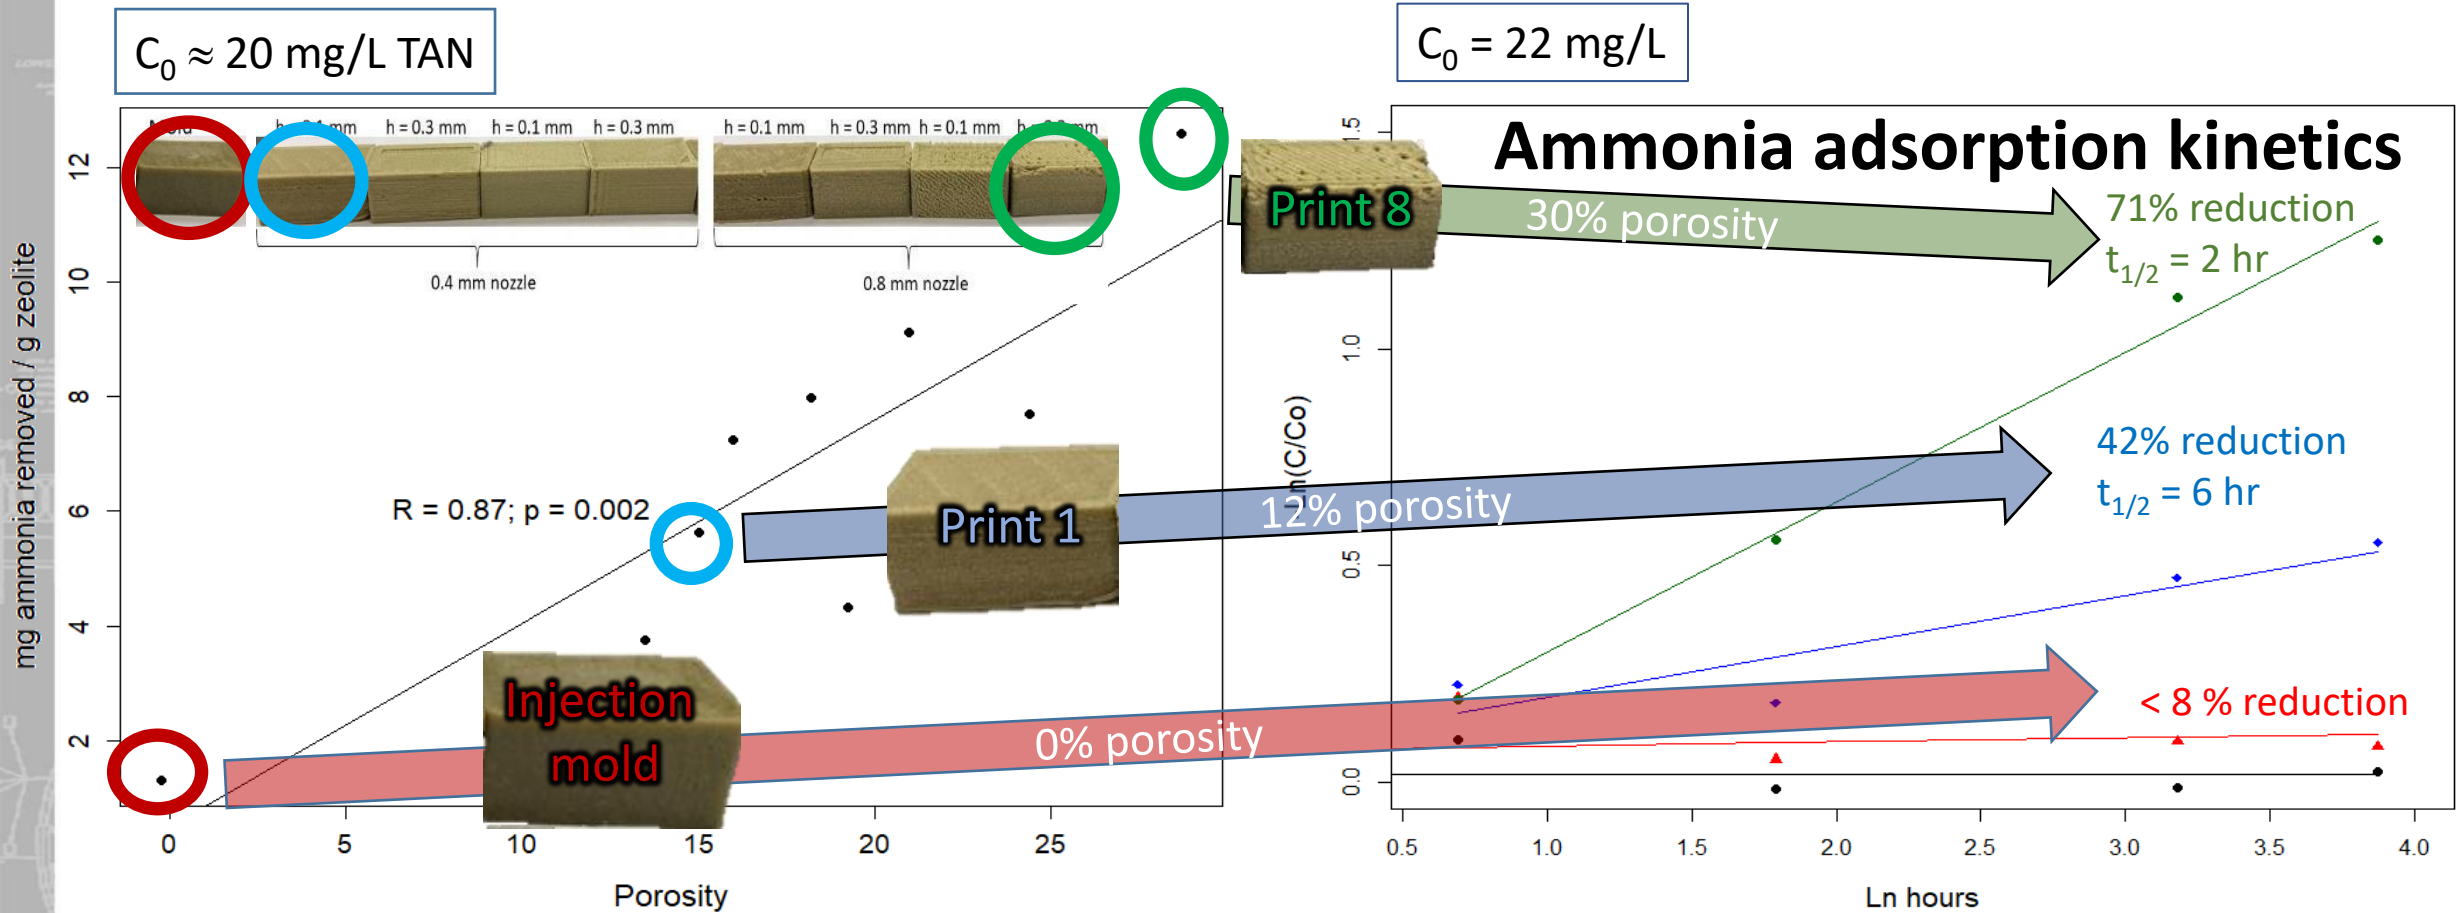 C₀ ≈ 20 mg/L TAN
C₀ = 22 mg/L
h = 0.3 mm
h = 0.1 mm
h = 0.3 mm
h = 0.1 mm
h = 0.3 mm
h = 0.1 mm
0.4 mm nozzle
0.8 mm nozzle
mg ammonia removed / g zeolite
12
10
8
6
4
2
R = 0.87; p = 0.002
0
5
10
15
20
25
Porosity
Injection
mold
0% porosity
Print 1
12% porosity
Print 8
30% porosity
Ammonia adsorption kinetics
71% reduction
t₁/₂ = 2 hr
42% reduction
t₁/₂ = 6 hr
< 8 % reduction
1.0
0.5
0.0
0.5
1.0
1.5
2.0
2.5
3.0
3.5
4.0
Ln hours